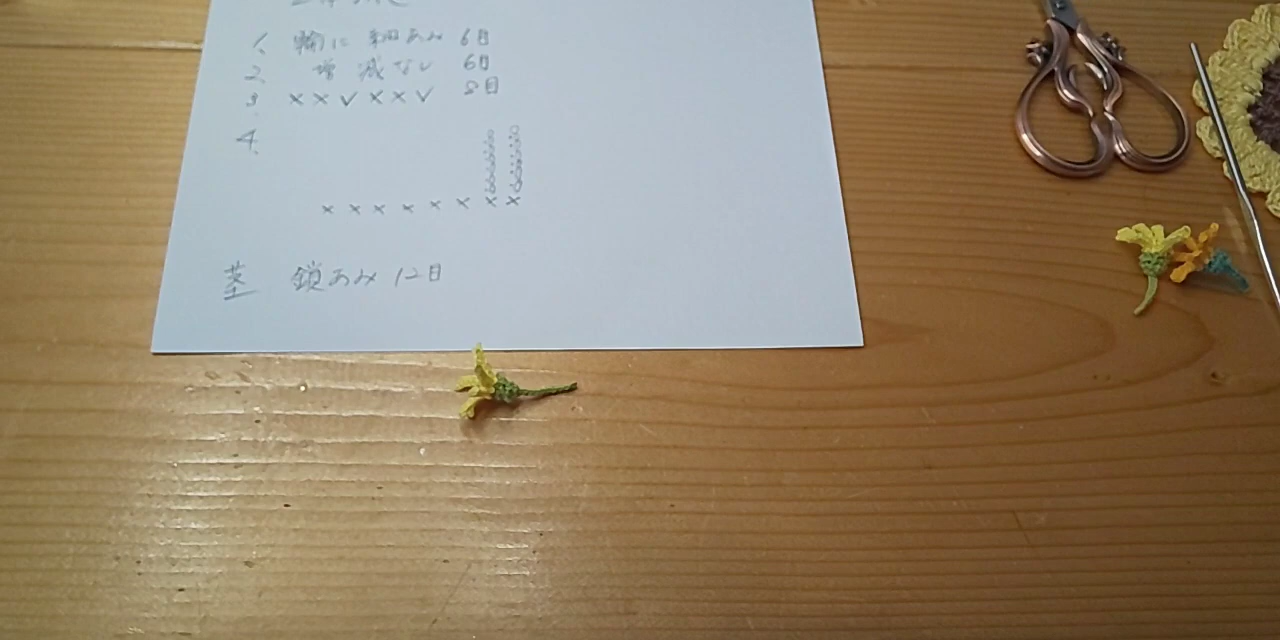 1. 輪に 細あみ 6目
2. 増減なし 6目
3. ××∨××∨ 8目
4.
××××××××
茎 鎖あみ 12目